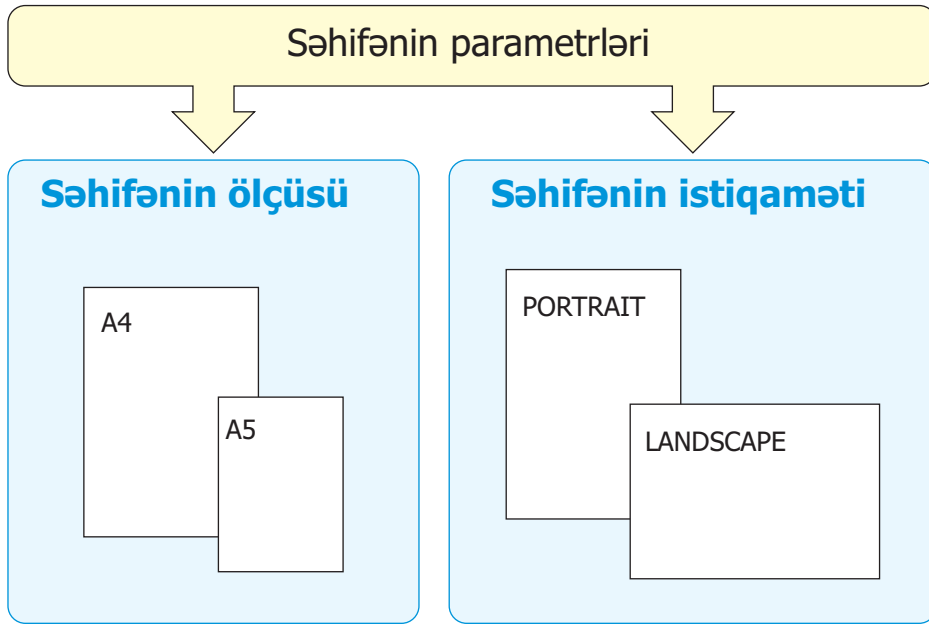 Səhifənin parametrləri
Səhifənin ölçüsü
A4
A5
Səhifənin istiqaməti
PORTRAIT
LANDSCAPE